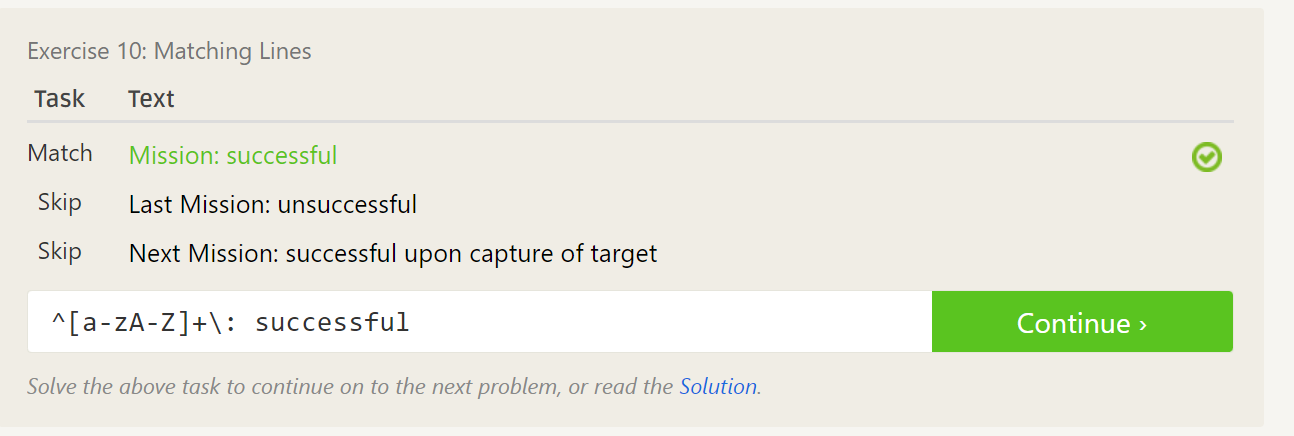 Exercise 10: Matching Lines
Task Text
Match Mission: successful
Skip Last Mission: unsuccessful
Skip Next Mission: successful upon capture of target
^[a-zA-Z]+\: successful Continue ›
Solve the above task to continue on to the next problem, or read the Solution.